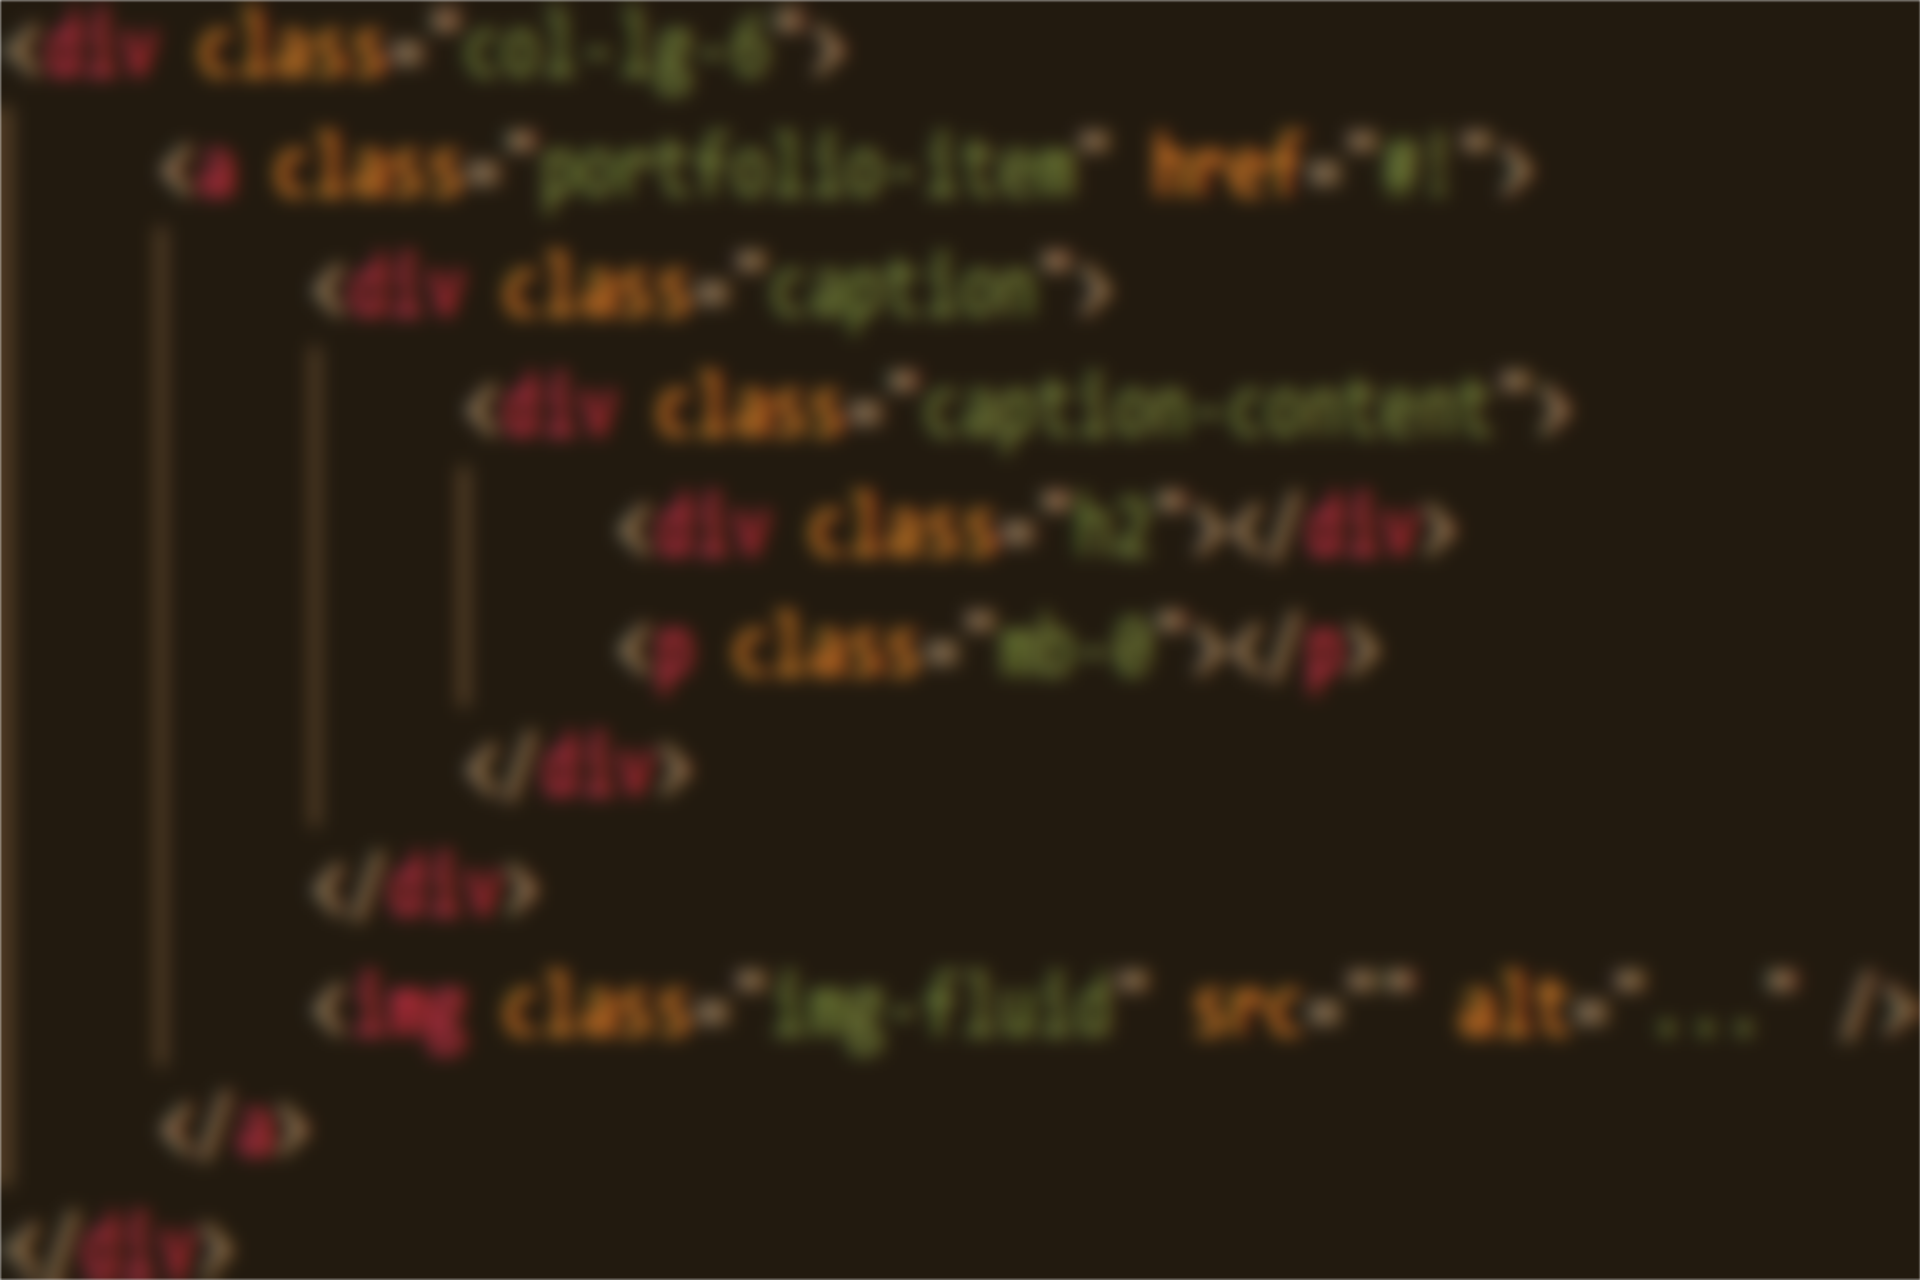 <div class="col-lg-6">
<a class="portfolio-item" href="#!">
<div class="caption">
<div class="caption-content">
<div class="h2"></div>
<p class="mb-0"></p>
</div>
</div>
<img class="img-fluid" src="" alt="..." />
</a>
</div>